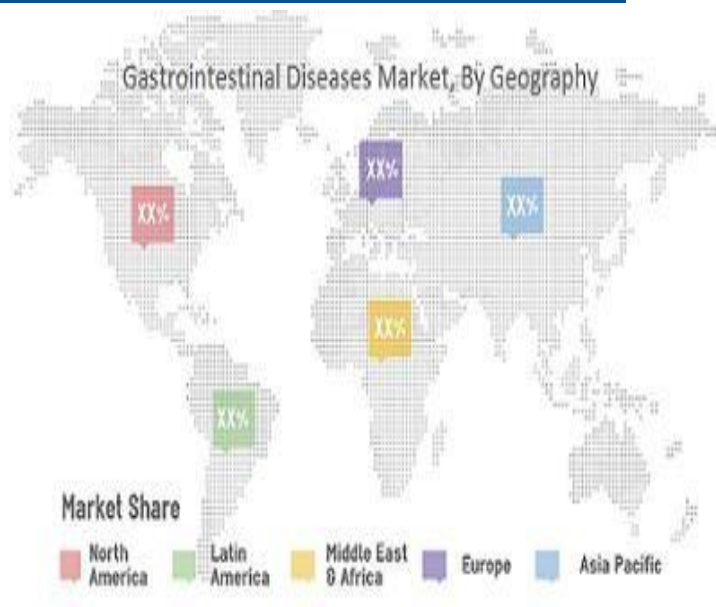 Gastrointestinal Diseases Market, By Geography
XX%
XX%
XX%
XX%
XX%
Market Share
North
America
Latin
America
Middle East
& Africa
Europe
Asia Pacific